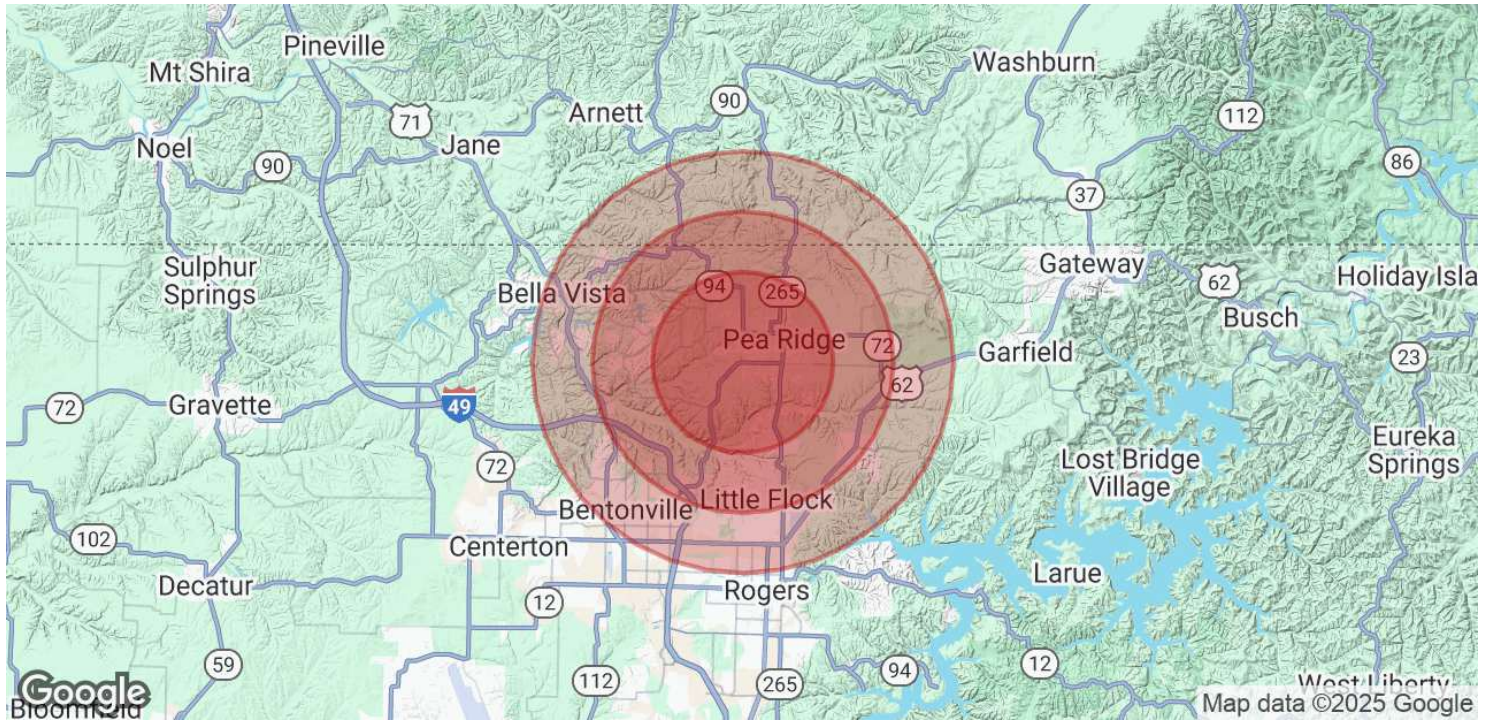 Pineville
Mt Shira
Washburn
Arnett
90
112
71
Noel
Jane
90
86
37
Sulphur
Springs
Gateway
62
Holiday Isla
Bella Vista
94
265
Busch
Pea Ridge
72
Garfield
23
62
72
Gravette
49
Eureka
Springs
72
Lost Bridge
Village
Little Flock
Bentonville
102
Centerton
Decatur
Larue
12
Rogers
59
112
265
94
12
West Liberty
Google
Bloomfield
Map data ©2025 Google